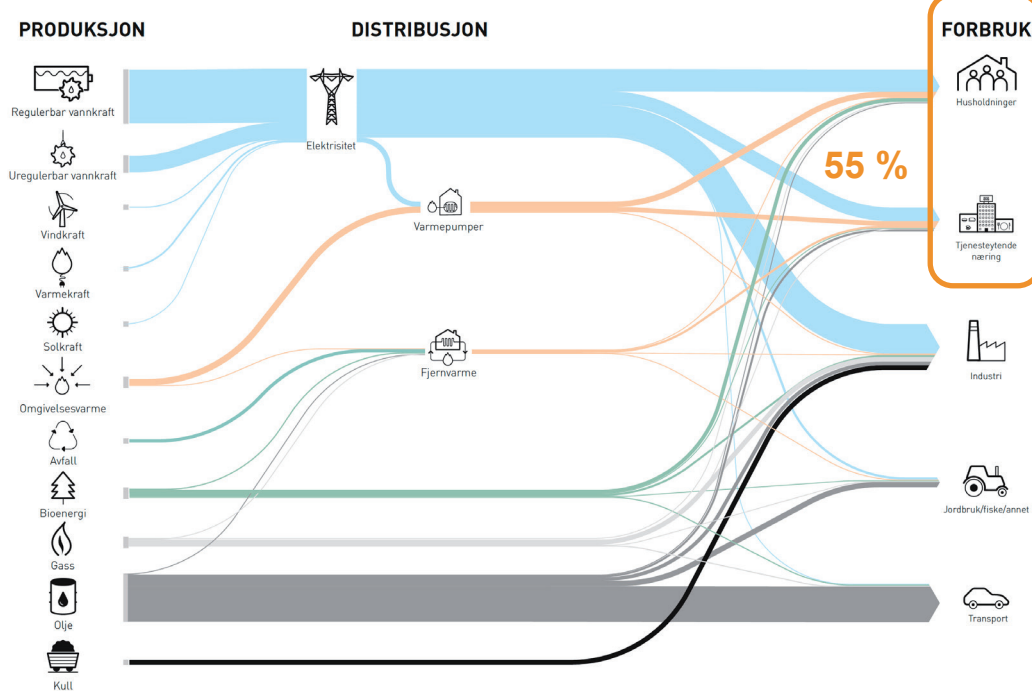 PRODUKSJON
DISTRIBUSJON
FORBRUK
Regulerbar vannkraft
Uregulerbar vannkraft
Vindkraft
Varmekraft
Solkraft
Omgivelsesvarme
Avfall
Bioenergi
Gass
Olje
Kull
Elektrisitet
Varmepumper
Fjernvarme
55 %
Husholdninger
Tjenesteytende
næring
Industri
Jordbruk/fiske/annet
Transport